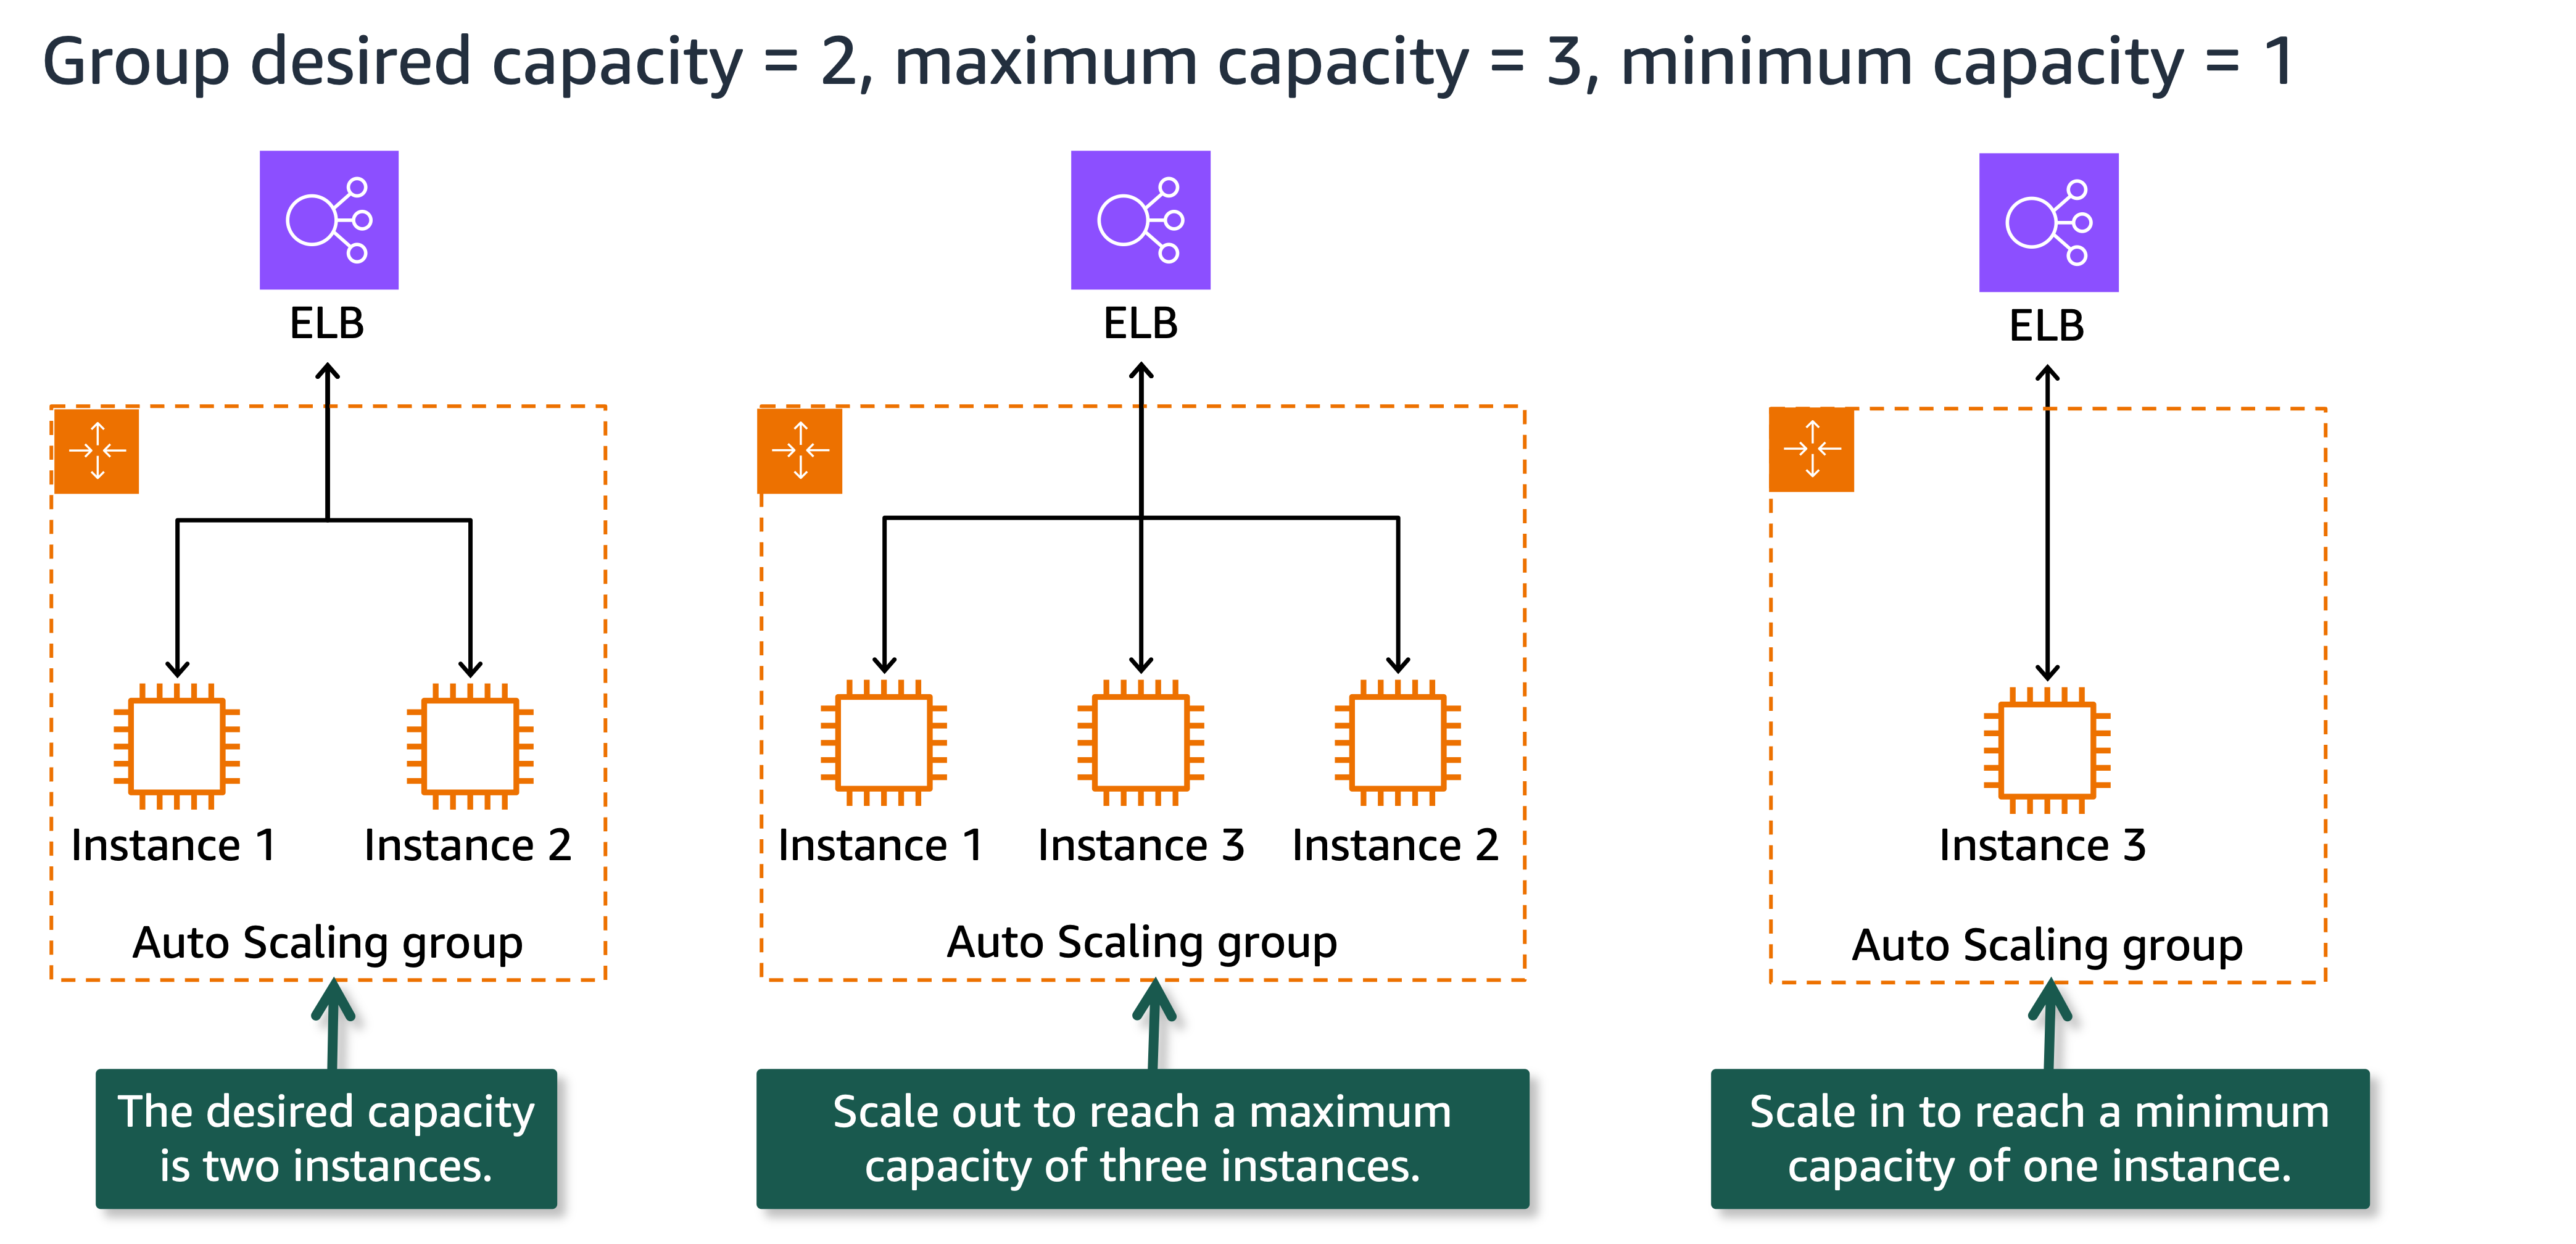 Group desired capacity = 2, maximum capacity = 3, minimum capacity = 1
ELB
Instance 1
Instance 2
Auto Scaling group
The desired capacity
is two instances.
ELB
Instance 1
Instance 3
Instance 2
Auto Scaling group
Scale out to reach a maximum
capacity of three instances.
ELB
Instance 3
Auto Scaling group
Scale in to reach a minimum
capacity of one instance.